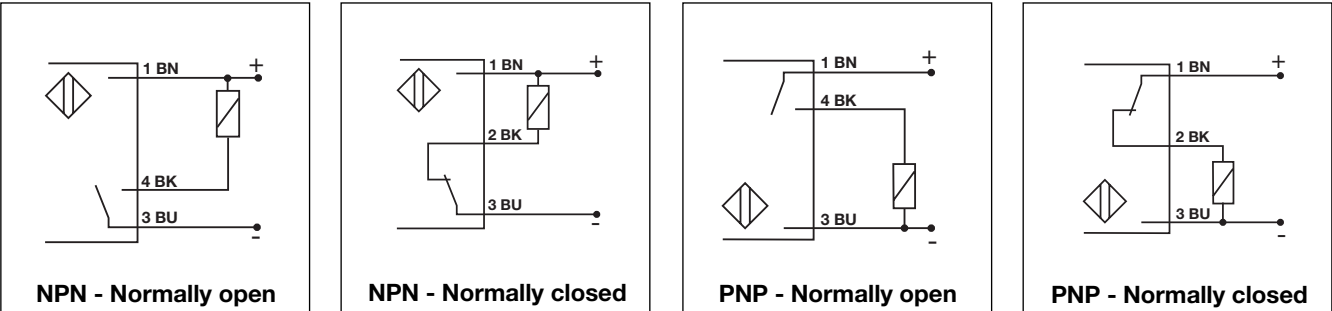 1 BN
+
4 BK
3 BU
-
NPN - Normally open
1 BN
+
2 BK
3 BU
-
NPN - Normally closed
1 BN
+
4 BK
3 BU
-
PNP - Normally open
1 BN
+
2 BK
3 BU
-
PNP - Normally closed